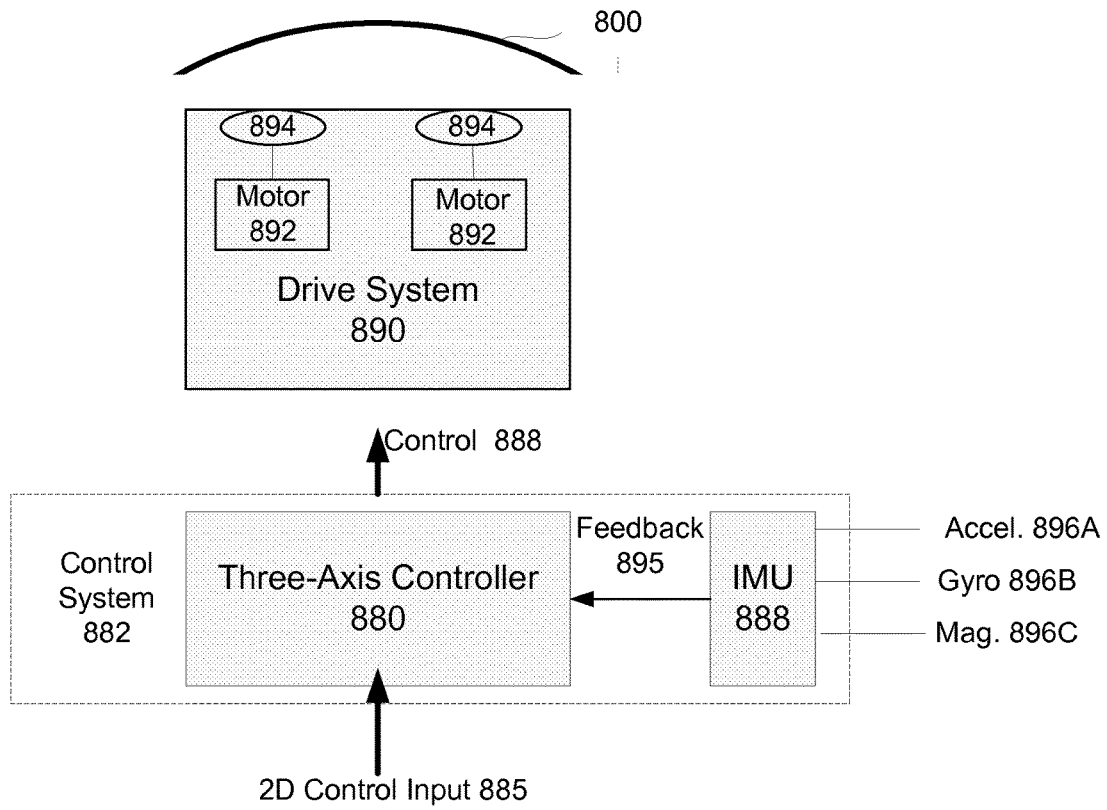 800
894
894
Motor
892
Motor
892
Drive System
890
Control 888
Control
System
882
Three-Axis Controller
880
Feedback
895
IMU
888
Accel. 896A
Gyro 896B
Mag. 896C
2D Control Input 885